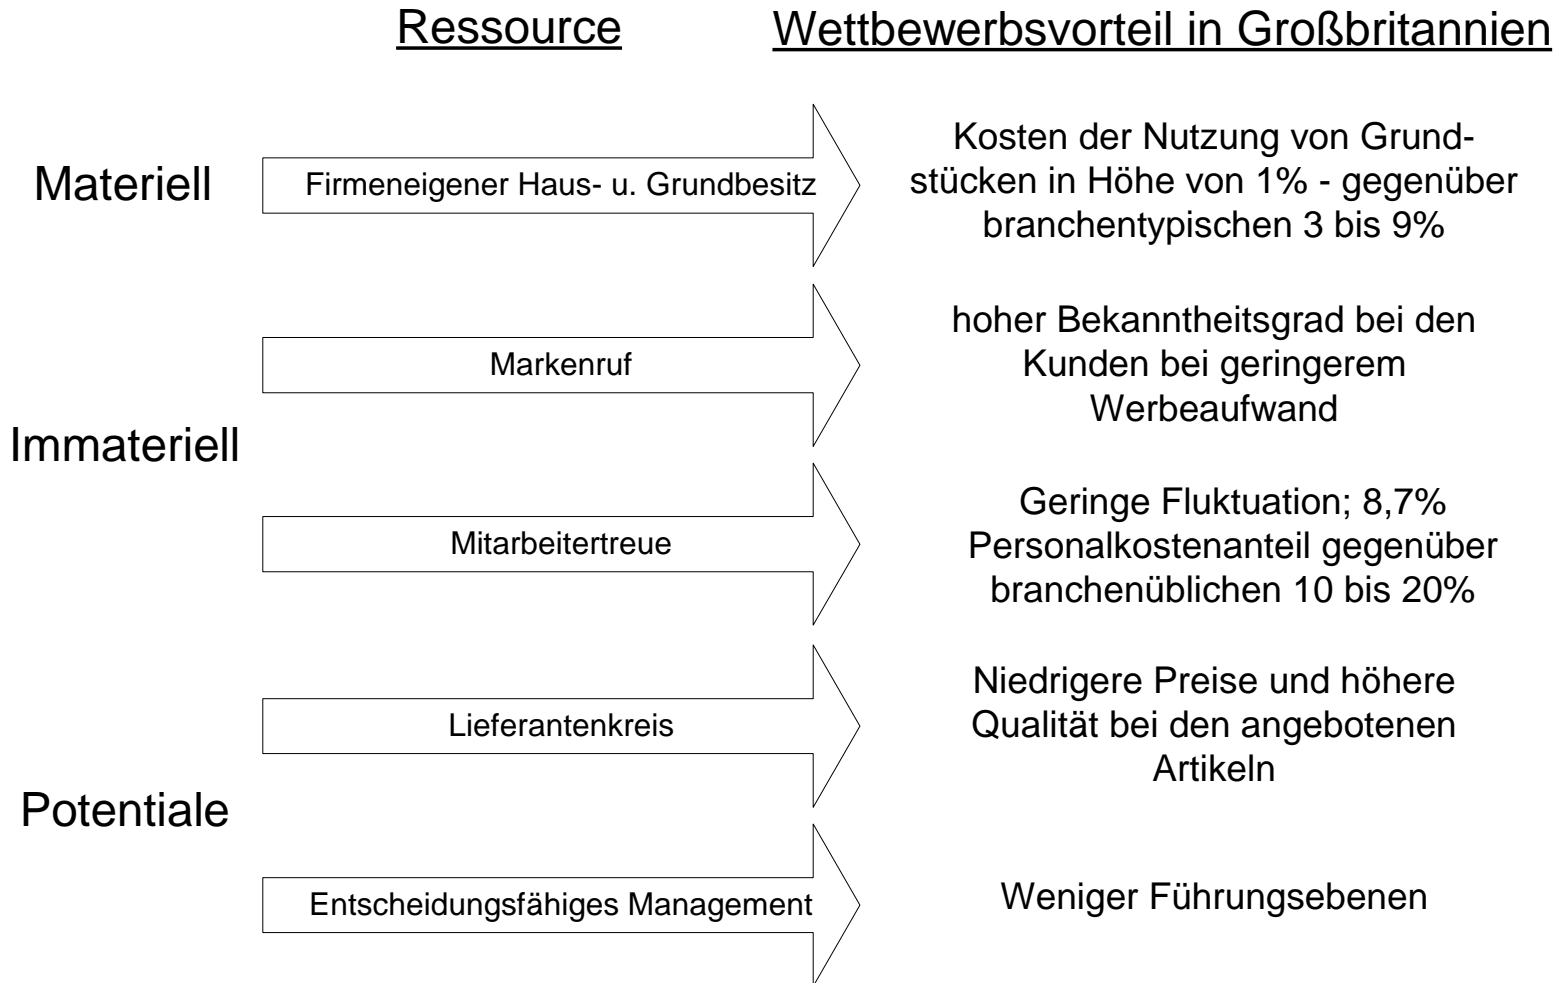 Ressource
Wettbewerbsvorteil in Großbritannien
Materiell
Firmeneigener Haus- u. Grundbesitz
Kosten der Nutzung von Grund-
stücken in Höhe von 1% - gegenüber
branchentypischen 3 bis 9%
Immateriell
Markenruf
hoher Bekanntheitsgrad bei den
Kunden bei geringerem
Werbeaufwand
Mitarbeitertreue
Geringe Fluktuation; 8,7%
Personalkostenanteil gegenüber
branchenüblichen 10 bis 20%
Potentiale
Lieferantenkreis
Niedrigere Preise und höhere
Qualität bei den angebotenen
Artikeln
Entscheidungsfähiges Management
Weniger Führungsebenen